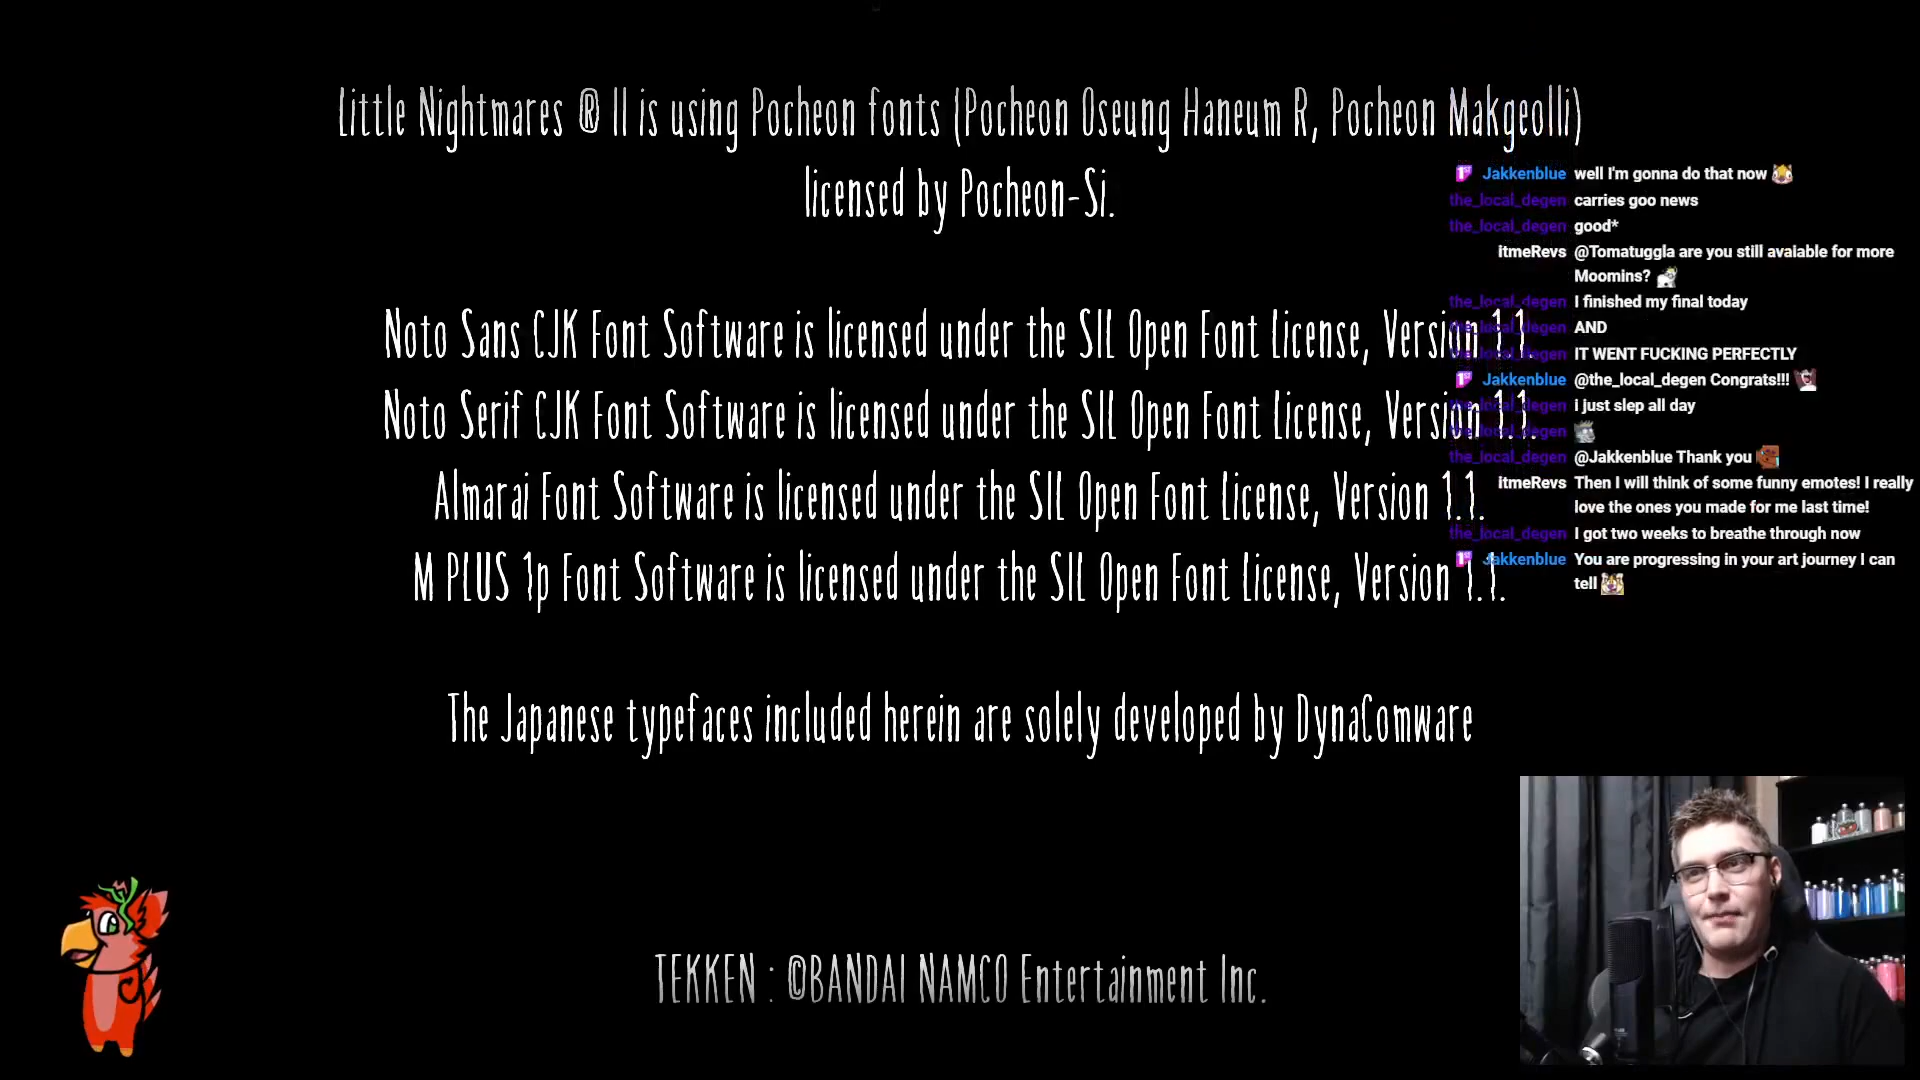 Little Nightmares ® II is using Pocheon fonts (Pocheon Oseung Haneum R, Pocheon Makgeolli)
licensed by Pocheon-Si.
Noto Sans CJK Font Software is licensed under the SIL Open Font License, Version 1.1.
Noto Serif CJK Font Software is licensed under the SIL Open Font License, Version 1.1.
Almarai Font Software is licensed under the SIL Open Font License, Version 1.1.
M PLUS 1p Font Software is licensed under the SIL Open Font License, Version 1.1.
The Japanese typefaces included herein are solely developed by DynaComware
TEKKEN : ©BANDAI NAMCO Entertainment Inc.
Jakkenblue well I'm gonna do that now
the_local_degen carries goo news
the_local_degen good*
itmeRevs @Tomatuggla are you still avaiable for more
Moomins?
the_local_degen I finished my final today
the_local_degen AND
the_local_degen IT WENT FUCKING PERFECTLY
Jakkenblue @the_local_degen Congrats!!!
the_local_degen i just slep all day
the_local_degen
the_local_degen @Jakkenblue Thank you
itmeRevs Then I will think of some funny emotes! I really
love the ones you made for me last time!
the_local_degen I got two weeks to breathe through now
Jakkenblue You are progressing in your art journey I can
tell